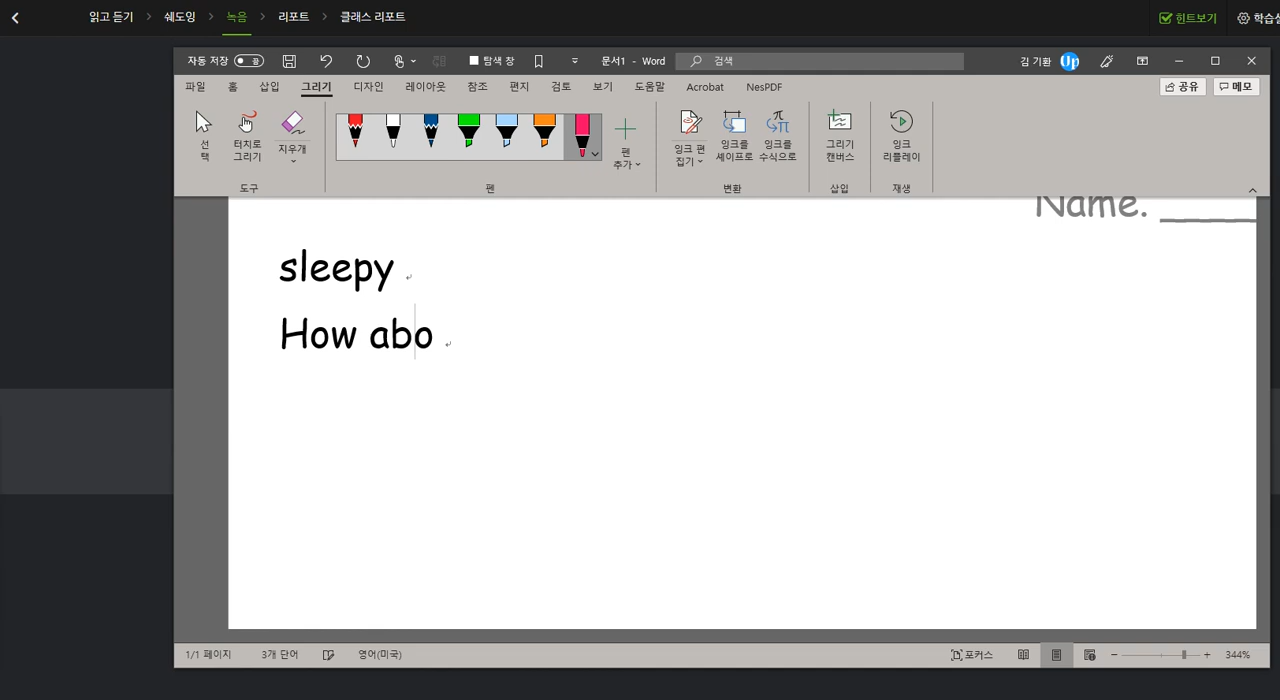 읽고 듣기 > 쉐도잉 > 녹음 > 리포트 > 클래스 리포트 힌트보기
자동 저장 끔 탐색 창 문서1 - Word 검색 김 기환 Up
파일 홈 삽입 그리기 디자인 레이아웃 참조 편지 검토 보기 도움말 Acrobat NesPDF 공유 메모
선택
터치로 그리기
지우개
펜 추가
잉크 편집기
잉크를 셰이프로
잉크를 수식으로
그리기 캔버스
잉크 리플레이
도구 펜 변환 삽입 재생
Name. ______
sleepy
How abo
1/1 페이지 3개 단어 영어(미국) 포커스 - + 344%